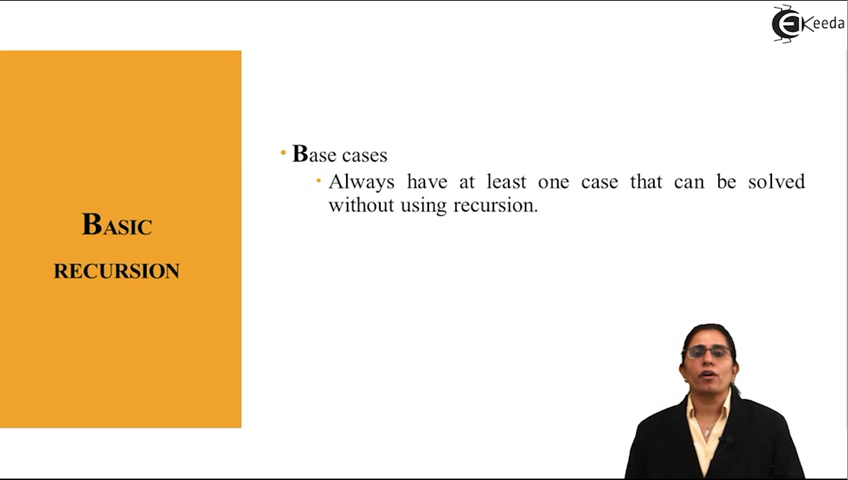 Keeda
Base cases
Always have at least one case that can be solved
without using recursion.
BASIC
RECURSION